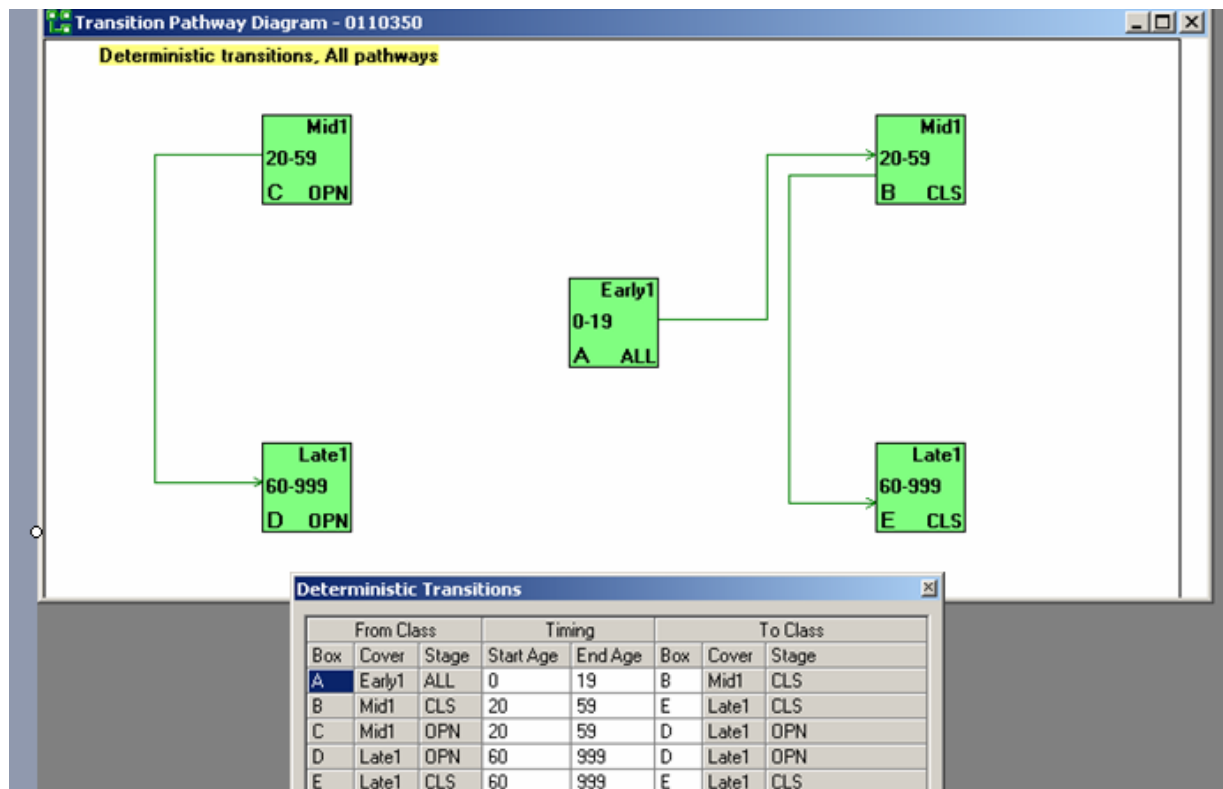 Transition Pathway Diagram - 0110350
Deterministic transitions, All pathways
Mid1
20-59
C OPN
Mid1
20-59
B CLS
Early1
0-19
A ALL
Late1
60-999
D OPN
Late1
60-999
E CLS
Deterministic Transitions
From Class Timing To Class
Box Cover Stage Start Age End Age Box Cover Stage
A Early1 ALL 0 19 B Mid1 CLS
B Mid1 CLS 20 59 E Late1 CLS
C Mid1 OPN 20 59 D Late1 OPN
D Late1 OPN 60 999 D Late1 OPN
E Late1 CLS 60 999 E Late1 CLS